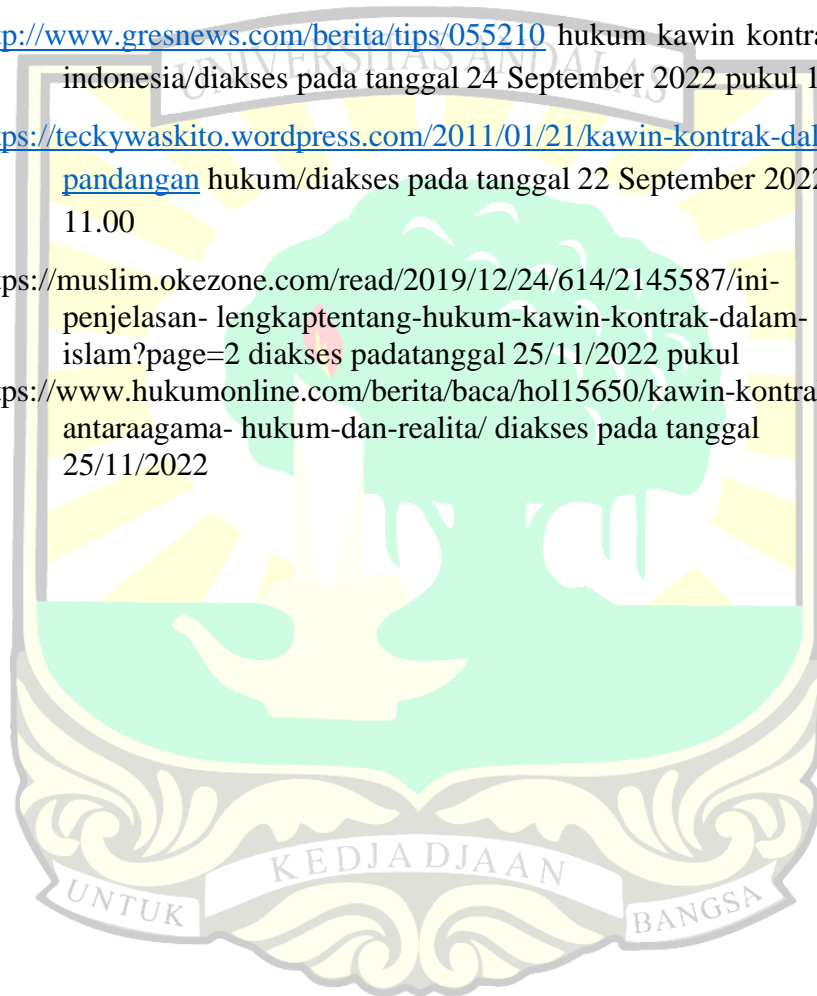 tp://www.gresnews.com/berita/tips/055210 hukum kawin kontra
indonesia/diakses pada tanggal 24 September 2022 pukul 1
ps://teckywaskito.wordpress.com/2011/01/21/kawin-kontrak-dal
pandangan hukum/diakses pada tanggal 22 September 2022
11.00
ps://muslim.okezone.com/read/2019/12/24/614/2145587/ini-
penjelasan- lengkaptentang-hukum-kawin-kontrak-dalam-
islam?page=2 diakses padatanggal 25/11/2022 pukul
ps://www.hukumonline.com/berita/baca/hol15650/kawin-kontra
antaraagama- hukum-dan-realita/ diakses pada tanggal
25/11/2022
UNIVERSITAS ANDALAS
UNTUK KEDJADJAAN BANGSA